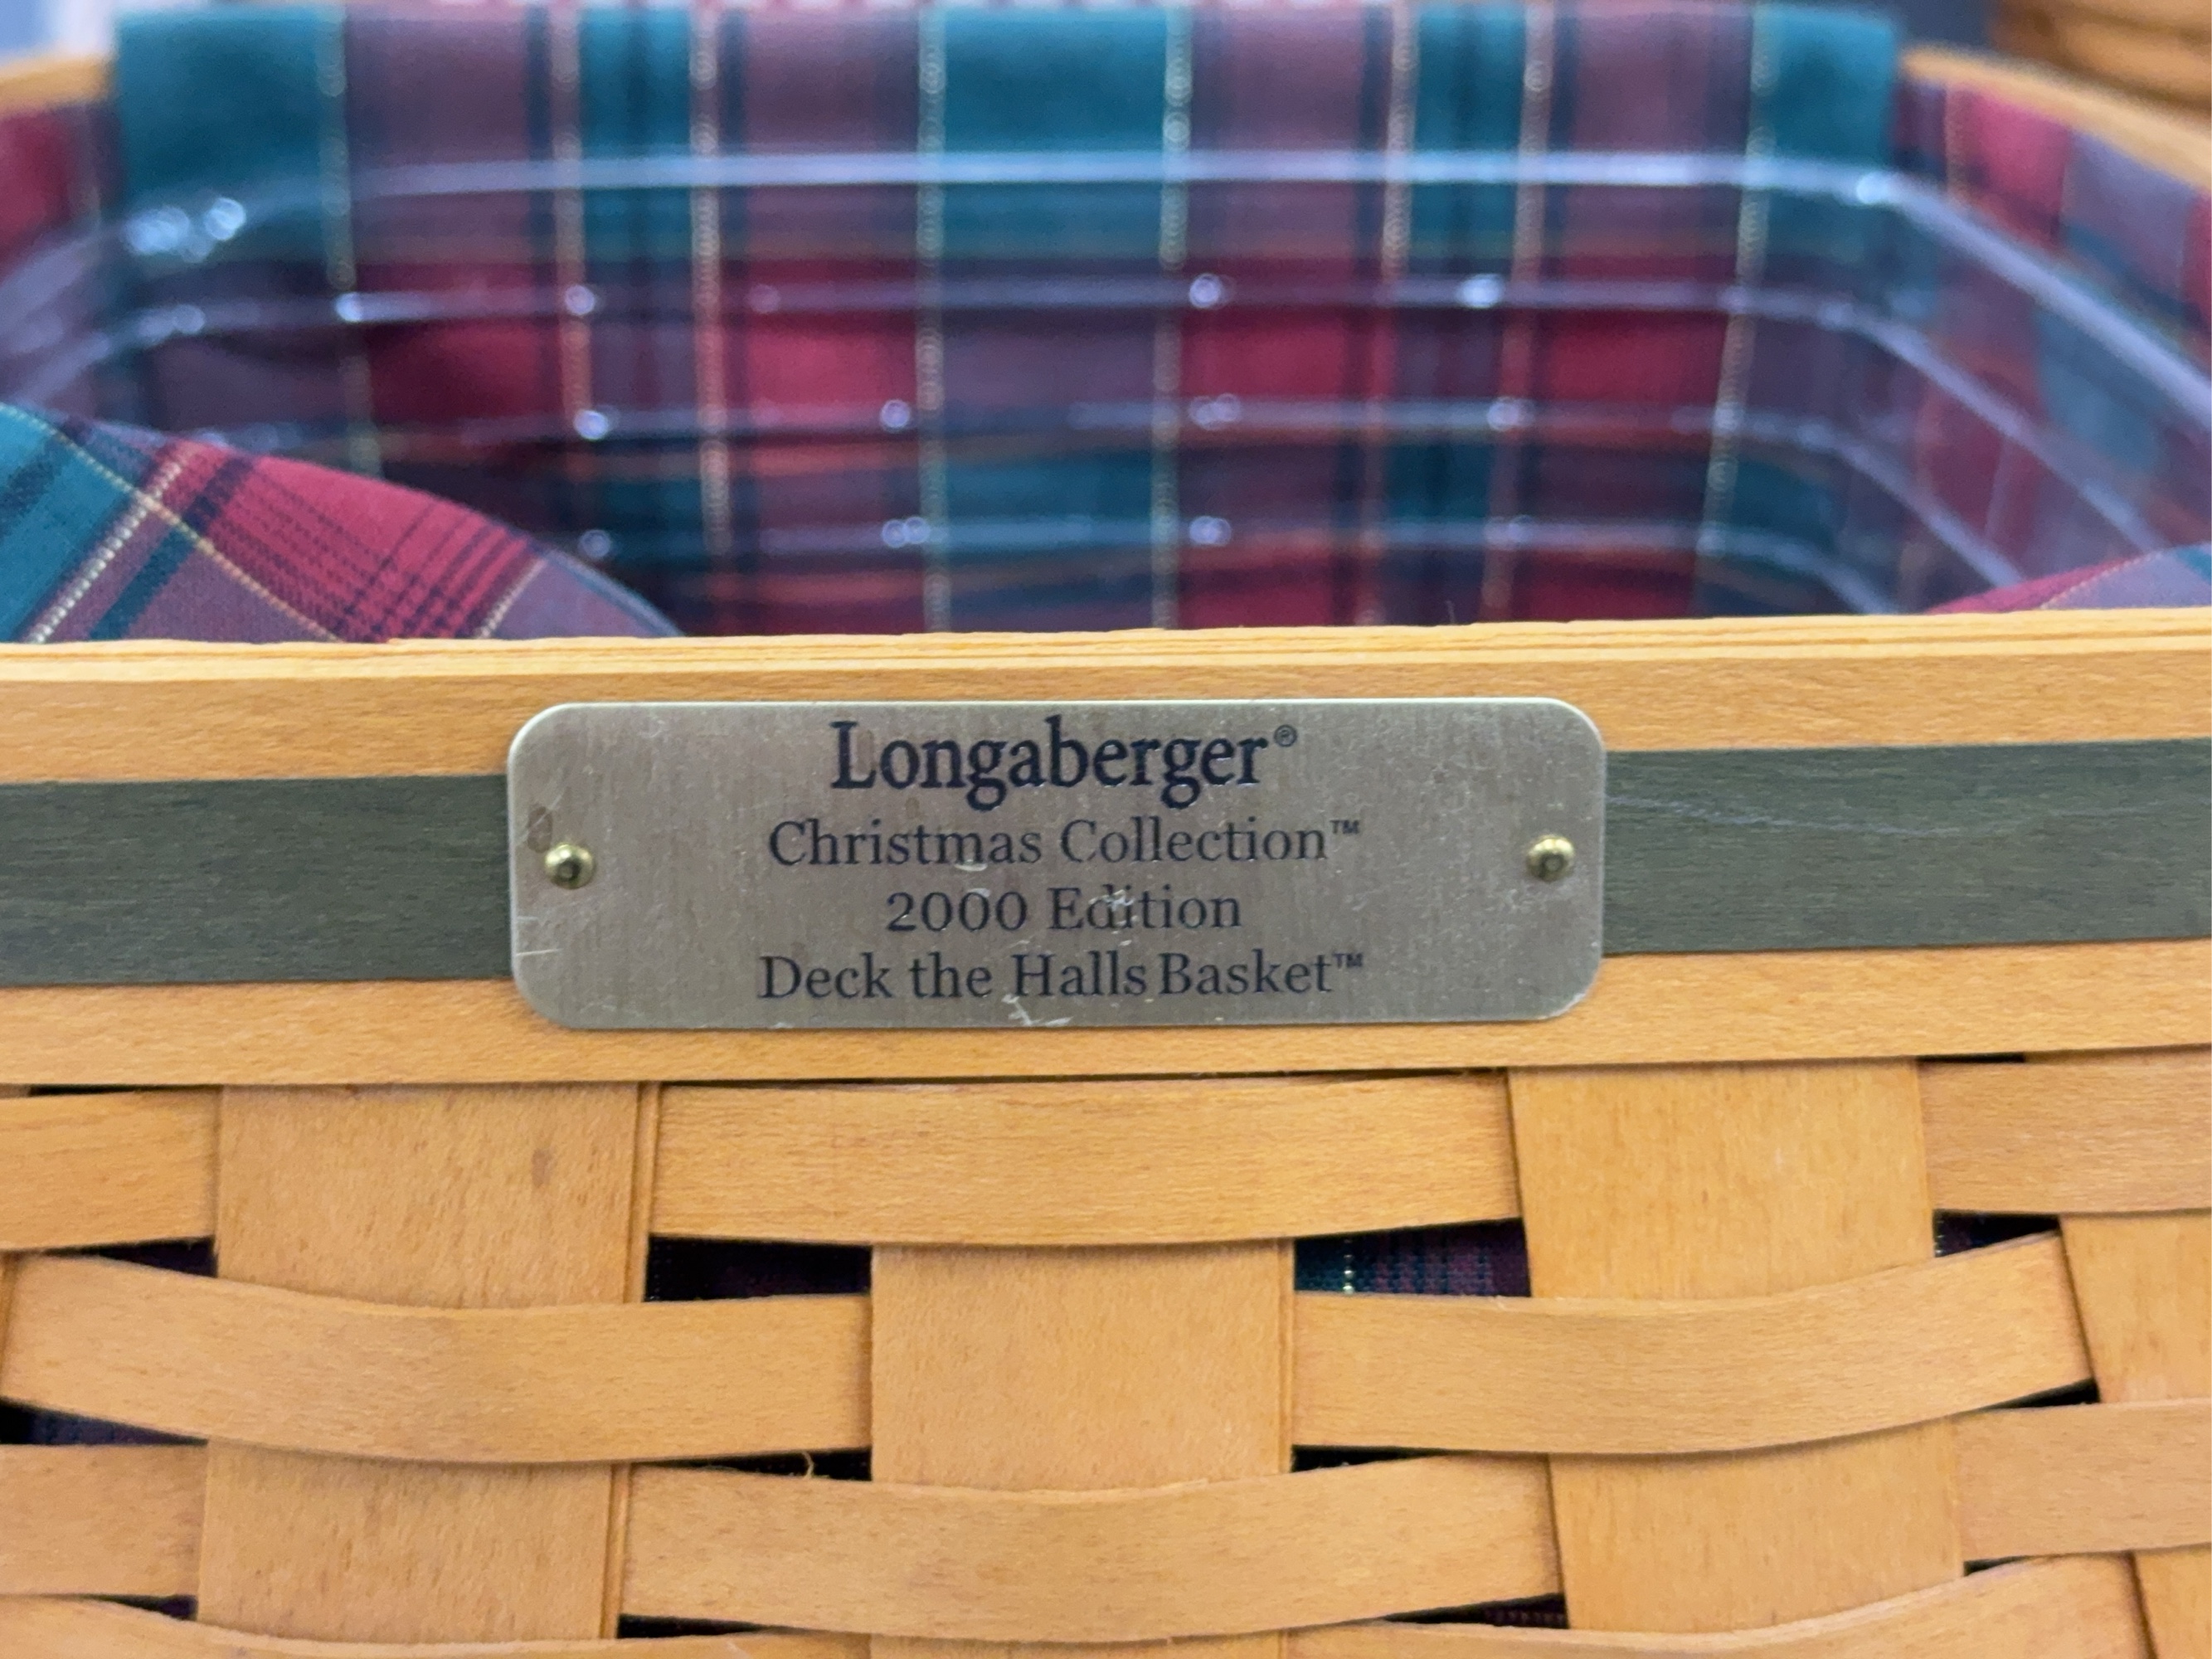 Longaberger®
Christmas Collection™
2000 Edition
Deck the Halls Basket™